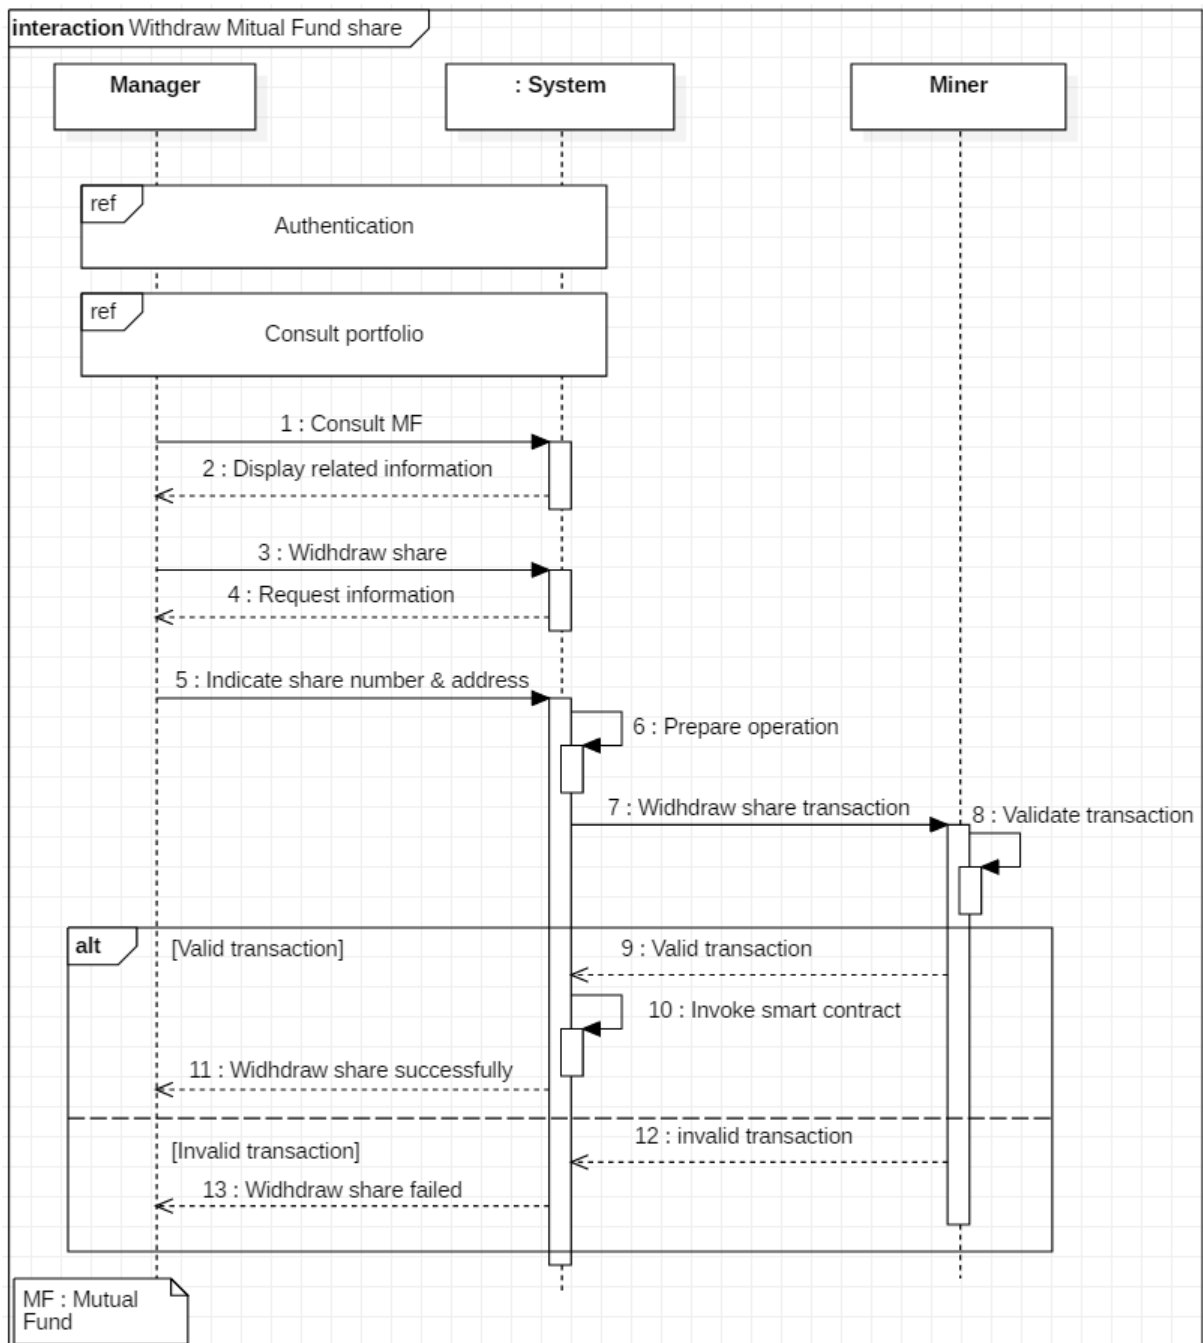 interaction Withdraw Mitual Fund share
Manager
: System
Miner
ref
Authentication
ref
Consult portfolio
1 : Consult MF
2 : Display related information
3 : Widhdraw share
4 : Request information
5 : Indicate share number & address
6 : Prepare operation
7 : Widhdraw share transaction
8 : Validate transaction
alt
[Valid transaction]
9 : Valid transaction
10 : Invoke smart contract
11 : Widhdraw share successfully
12 : invalid transaction
[Invalid transaction]
13 : Widhdraw share failed
MF : Mutual
Fund